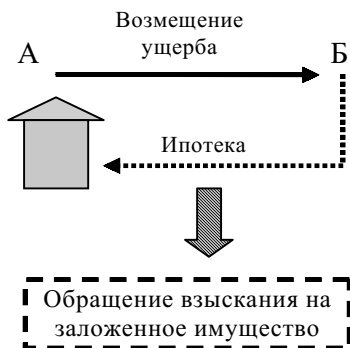 Возмещение
ущерба
А
Б
Ипотека
Обращение взыскания на
заложенное имущество